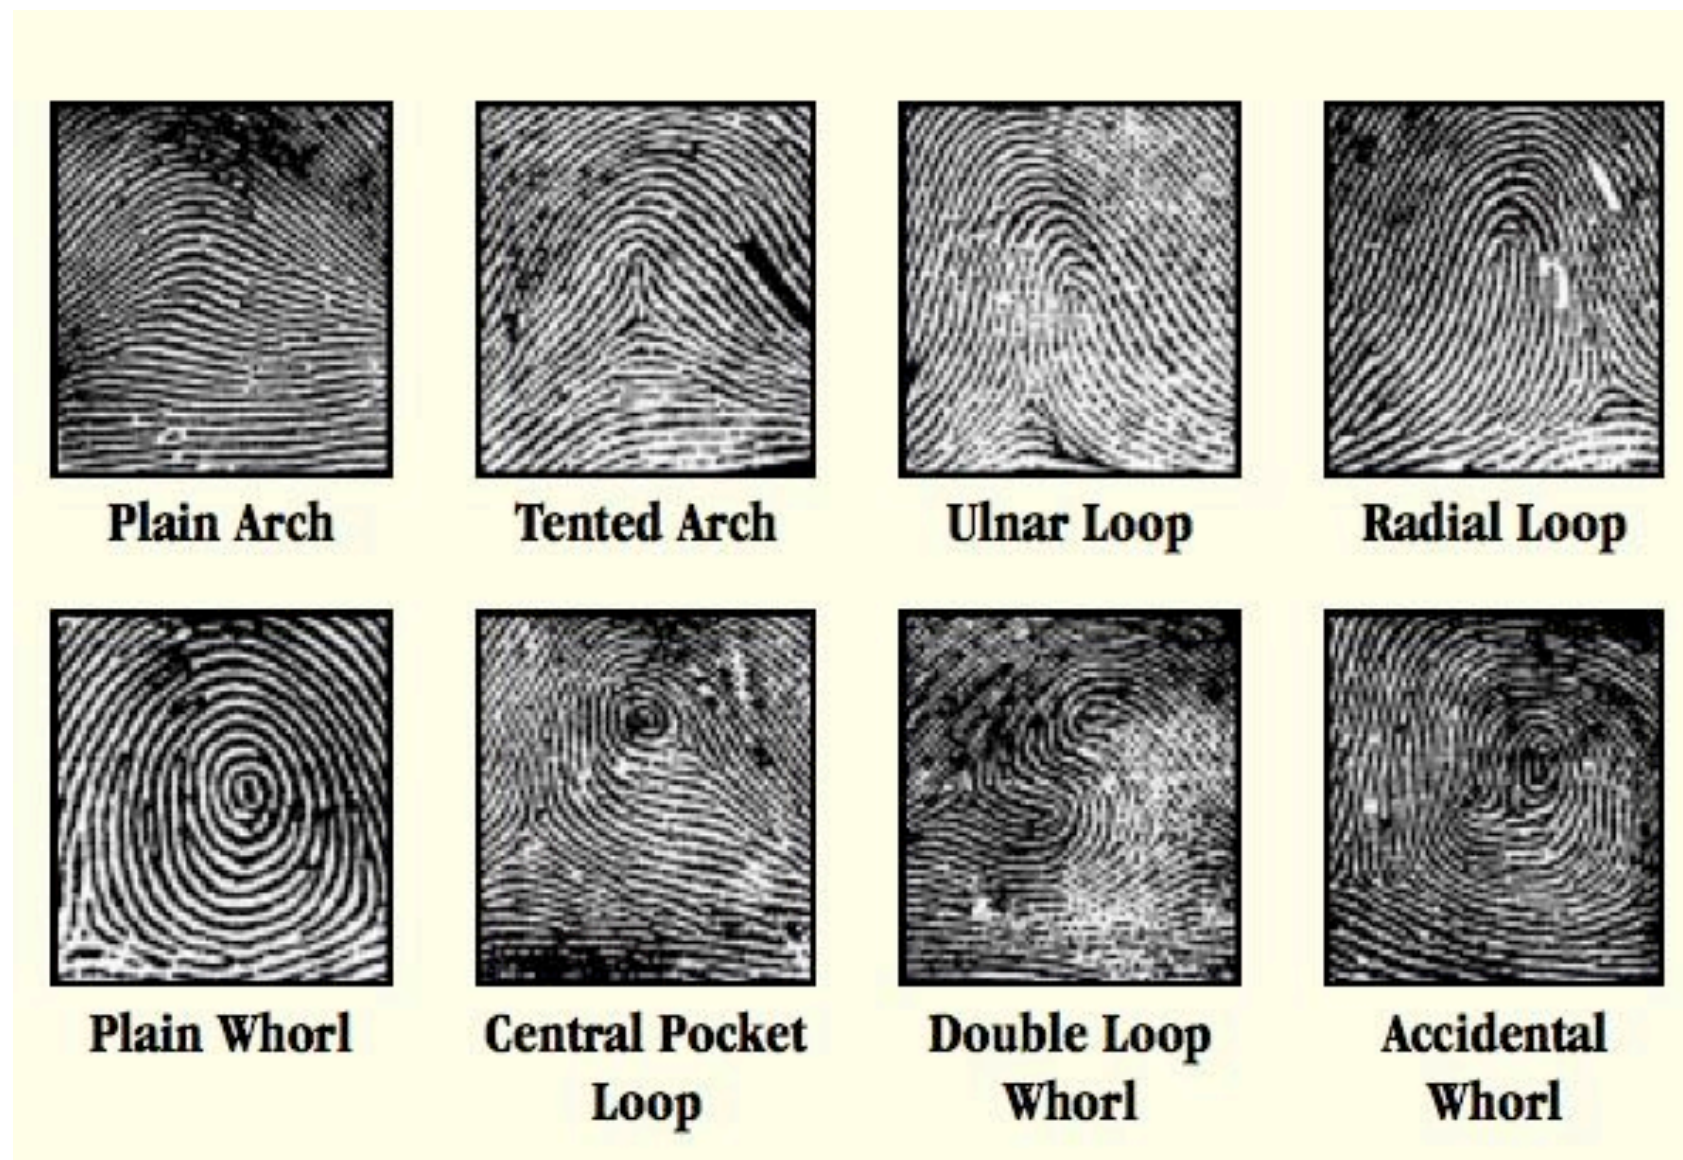 Plain Arch
Tented Arch
Ulnar Loop
Radial Loop
Plain Whorl
Central Pocket
Loop
Double Loop
Whorl
Accidental
Whorl